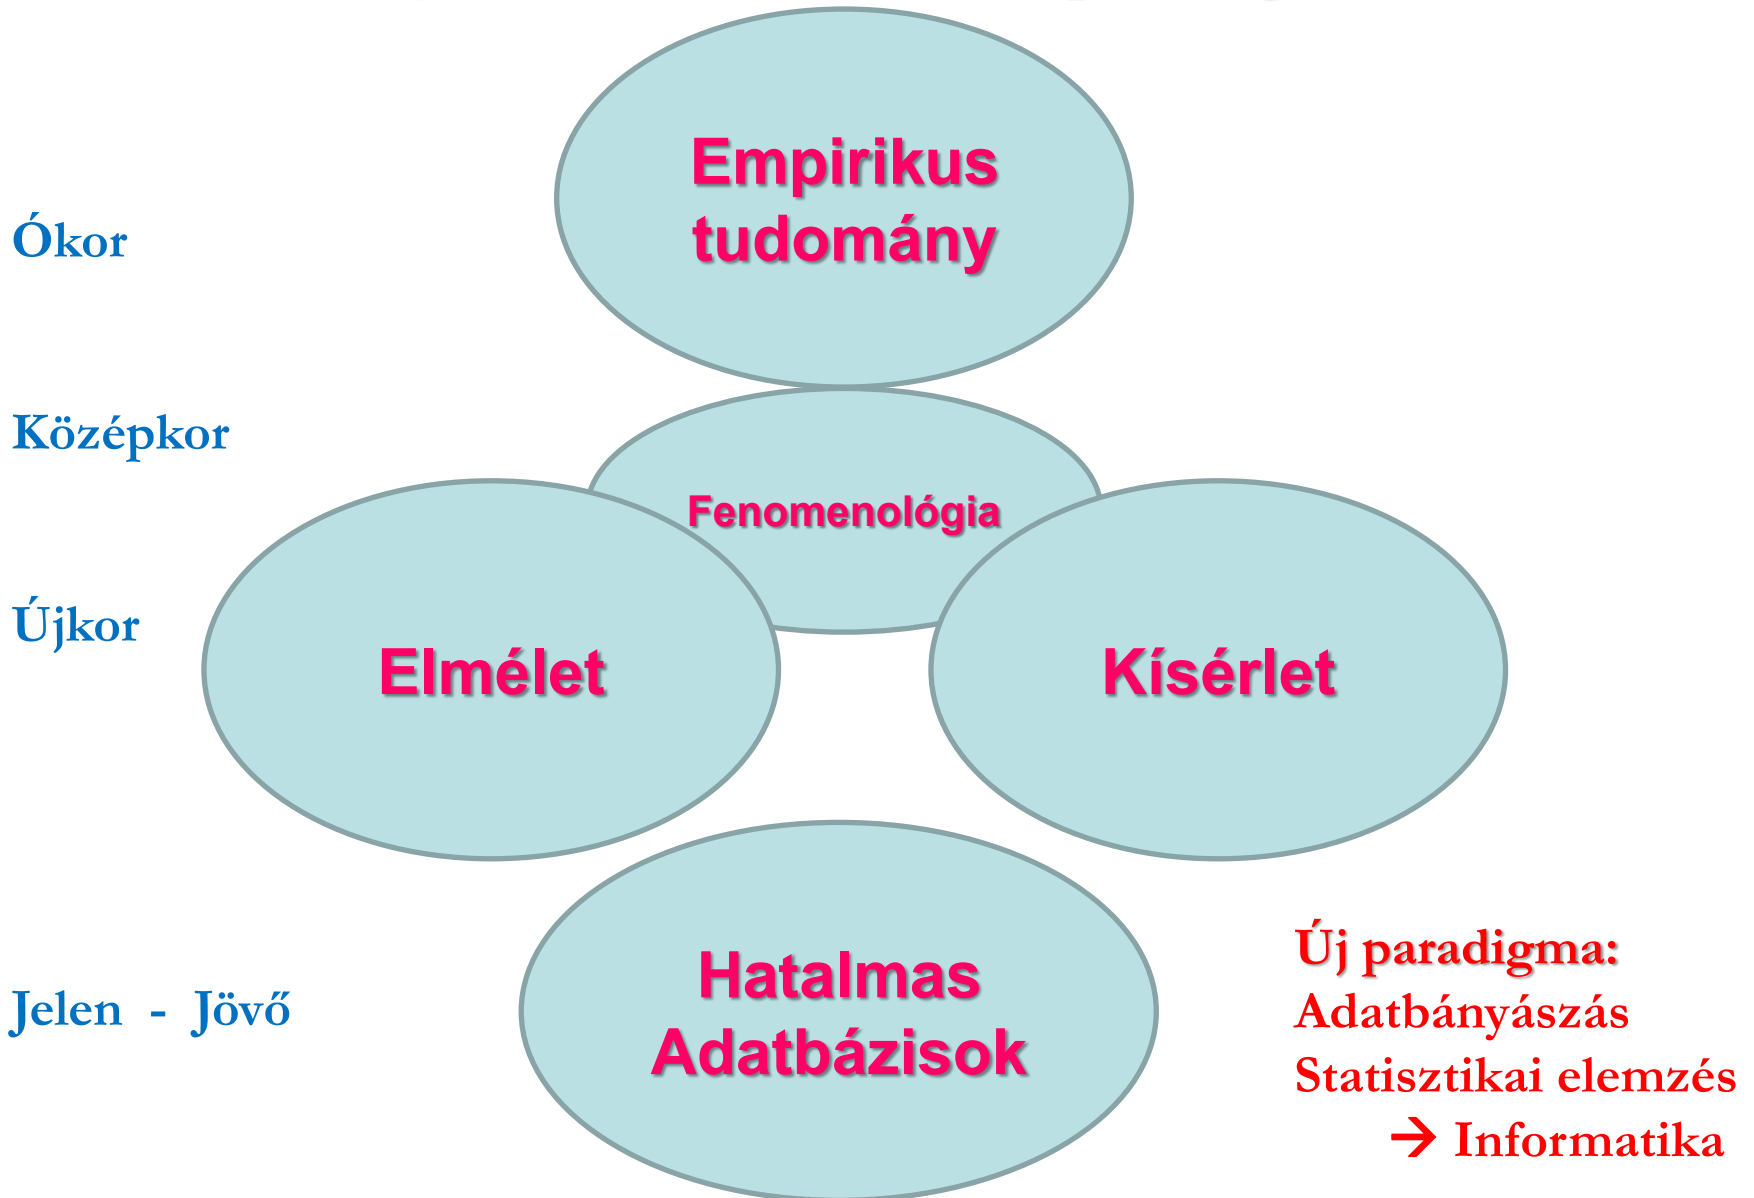 Empirikus
tudomány
Ókor
Középkor
Fenomenológia
Újkor
Elmélet
Kísérlet
Hatalmas
Adatbázisok
Jelen - Jövő
Új paradigma:
Adatbányászás
Statisztikai elemzés
→ Informatika